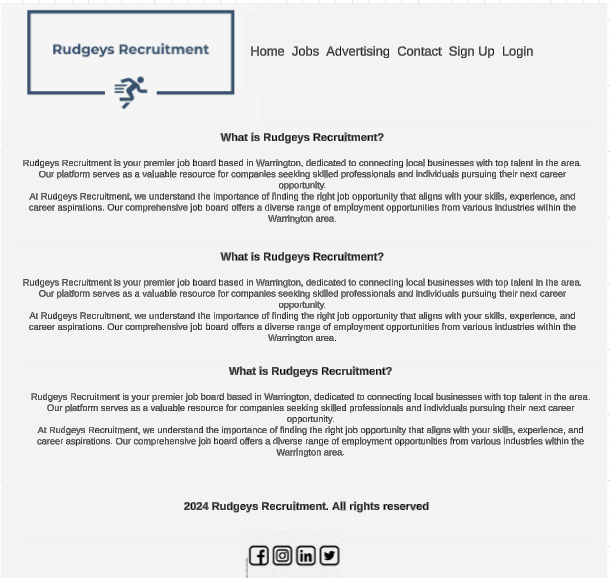 Rudgeys Recruitment
Home Jobs Advertising Contact Sign Up Login
What is Rudgeys Recruitment?
Rudgeys Recruitment is your premier job board based in Warrington, dedicated to connecting local businesses with top talent in the area.
Our platform serves as a valuable resource for companies seeking skilled professionals and individuals pursuing their next career
opportunity.
At Rudgeys Recruitment, we understand the importance of finding the right job opportunity that aligns with your skills, experience, and
career aspirations. Our comprehensive job board offers a diverse range of employment opportunities from various industries within the
Warrington area.
What is Rudgeys Recruitment?
Rudgeys Recruitment is your premier job board based in Warrington, dedicated to connecting local businesses with top talent in the area.
Our platform serves as a valuable resource for companies seeking skilled professionals and individuals pursuing their next career
opportunity.
At Rudgeys Recruitment, we understand the importance of finding the right job opportunity that aligns with your skills, experience, and
career aspirations. Our comprehensive job board offers a diverse range of employment opportunities from various industries within the
Warrington area.
What is Rudgeys Recruitment?
Rudgeys Recruitment is your premier job board based in Warrington, dedicated to connecting local businesses with top talent in the area.
Our platform serves as a valuable resource for companies seeking skilled professionals and individuals pursuing their next career
opportunity.
At Rudgeys Recruitment, we understand the importance of finding the right job opportunity that aligns with your skills, experience, and
career aspirations. Our comprehensive job board offers a diverse range of employment opportunities from various industries within the
Warrington area.
2024 Rudgeys Recruitment. All rights reserved